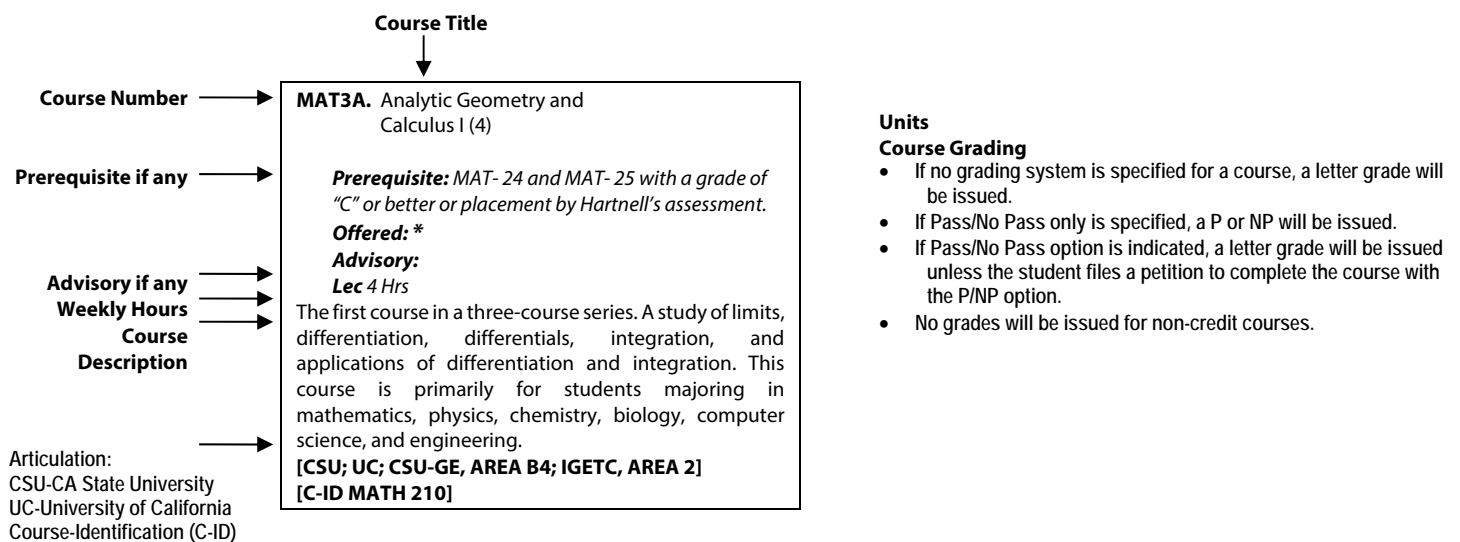 Course Title
Course Number
MAT3A. Analytic Geometry and
Calculus I (4)
Prerequisite if any
Prerequisite: MAT- 24 and MAT- 25 with a grade of
“C” or better or placement by Hartnell’s assessment.
Offered: *
Advisory:
Lec 4 Hrs
Advisory if any
Weekly Hours
Course
Description
The first course in a three-course series. A study of limits,
differentiation, differentials, integration, and
applications of differentiation and integration. This
course is primarily for students majoring in
mathematics, physics, chemistry, biology, computer
science, and engineering.
[CSU; UC; CSU-GE, AREA B4; IGETC, AREA 2]
[C-ID MATH 210]
Articulation:
CSU-CA State University
UC-University of California
Course-Identification (C-ID)
Units
Course Grading
• If no grading system is specified for a course, a letter grade will
be issued.
• If Pass/No Pass only is specified, a P or NP will be issued.
• If Pass/No Pass option is indicated, a letter grade will be issued
unless the student files a petition to complete the course with
the P/NP option.
• No grades will be issued for non-credit courses.